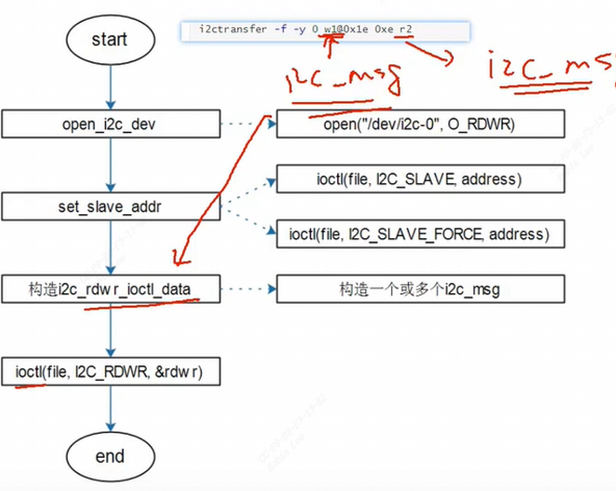 start
i2ctransfer -f -y 0 w1@0x1e 0xe r2
i2c_msg
i2c_ms
open_i2c_dev
open("/dev/i2c-0", O_RDWR)
ioctl(file, I2C_SLAVE, address)
set_slave_addr
ioctl(file, I2C_SLAVE_FORCE, address)
构造i2c_rdwr_ioctl_data
构造一个或多个i2c_msg
ioctl(file, I2C_RDWR, &rdwr)
end